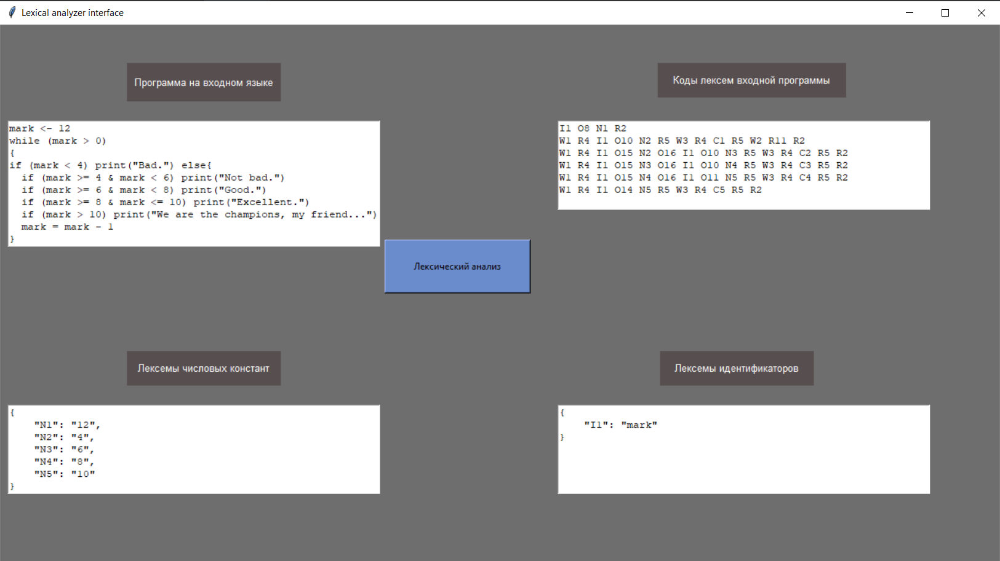 Lexical analyzer interface
Программа на входном языке
mark <- 12
while (mark > 0)
{
if (mark < 4) print("Bad.") else{
  if (mark >= 4 & mark < 6) print("Not bad.")
  if (mark >= 6 & mark < 8) print("Good.")
  if (mark >= 8 & mark <= 10) print("Excellent.")
  if (mark > 10) print("We are the champions, my friend...")
  mark = mark - 1
}
Коды лексем входной программы
I1 O8 N1 R2
W1 R4 I1 O10 N2 R5 W3 R4 C1 R5 W2 R11 R2
W1 R4 I1 O15 N2 O16 I1 O10 N3 R5 W3 R4 C2 R5 R2
W1 R4 I1 O15 N3 O16 I1 O10 N4 R5 W3 R4 C3 R5 R2
W1 R4 I1 O15 N4 O16 I1 O11 N5 R5 W3 R4 C4 R5 R2
W1 R4 I1 O14 N5 R5 W3 R4 C5 R5 R2
Лексический анализ
Лексемы числовых констант
{
    "N1": "12",
    "N2": "4",
    "N3": "6",
    "N4": "8",
    "N5": "10"
}
Лексемы идентификаторов
{
    "I1": "mark"
}